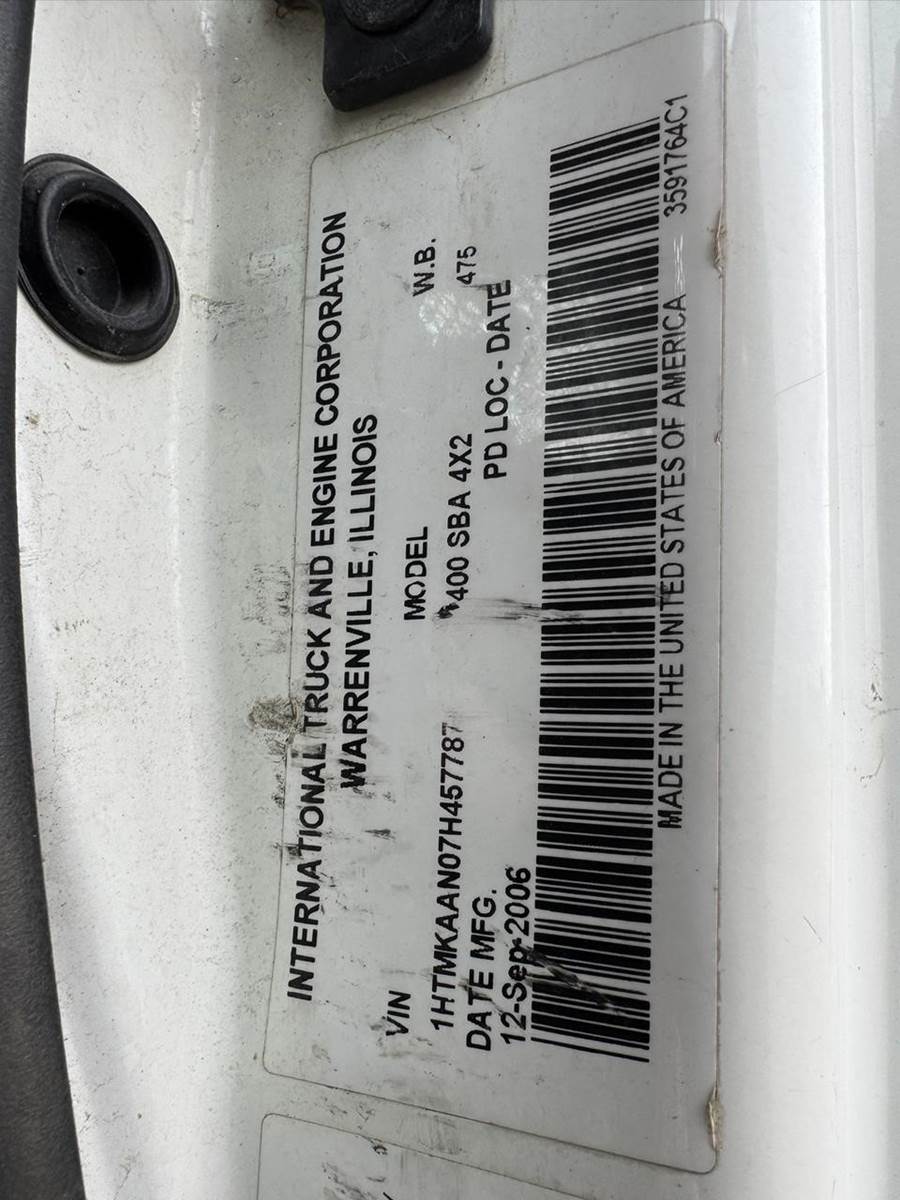 INTERNATIONAL TRUCK AND ENGINE CORPORATION
WARRENVILLE, ILLINOIS
VIN MODEL W.B.
1HTMKAAN07H457787 400 SBA 4X2 475
DATE MFG. PD LOC - DATE
12-Sep-2006
MADE IN THE UNITED STATES OF AMERICA 3591764C1